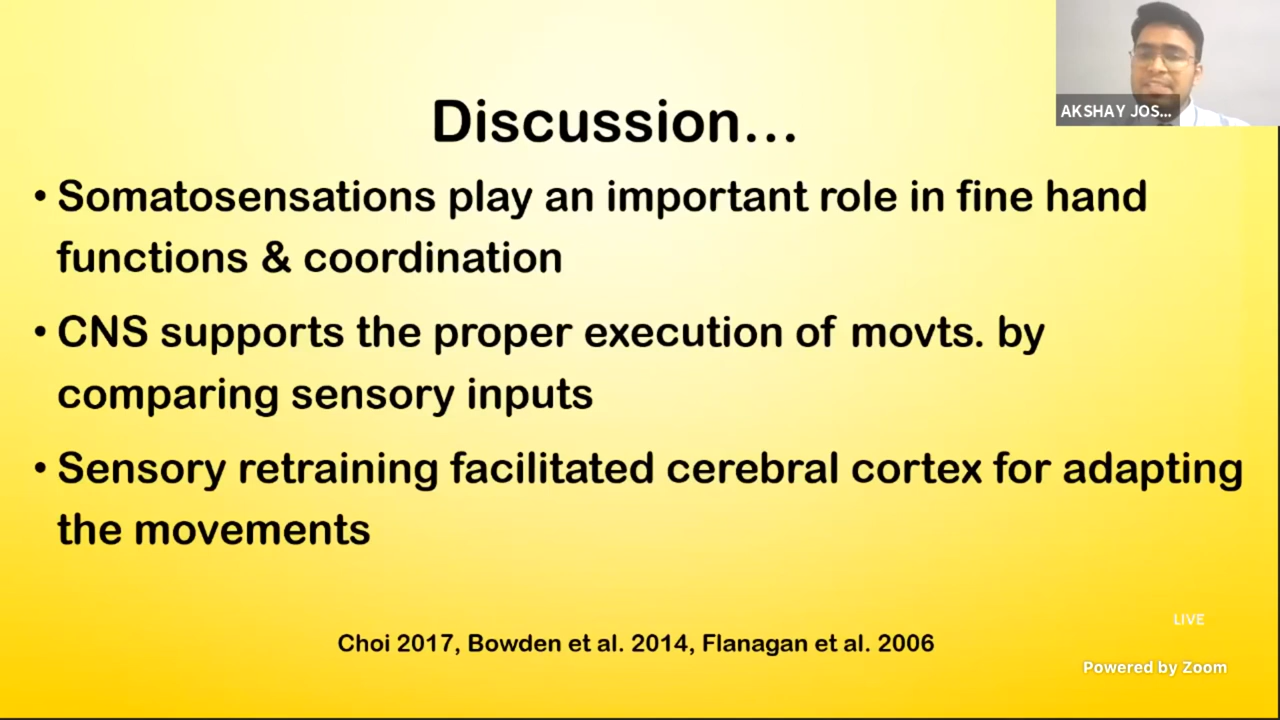 AKSHAY JOS...
Discussion...
• Somatosensations play an important role in fine hand
functions & coordination
• CNS supports the proper execution of movts. by
comparing sensory inputs
• Sensory retraining facilitated cerebral cortex for adapting
the movements
Choi 2017, Bowden et al. 2014, Flanagan et al. 2006
LIVE
Powered by Zoom